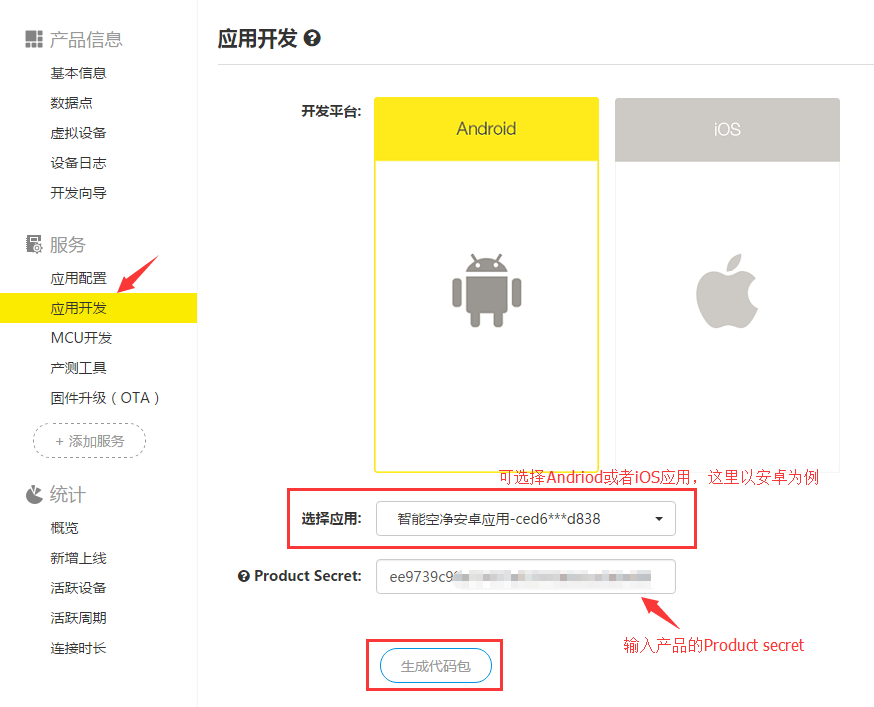 产品信息
基本信息
数据点
虚拟设备
设备日志
开发向导
服务
应用配置
应用开发
MCU开发
产测工具
固件升级（OTA）
+ 添加服务
统计
概览
新增上线
活跃设备
活跃周期
连接时长
应用开发
开发平台:
Android
iOS
可选择Andriod或者iOS应用，这里以安卓为例
选择应用:
智能空净安卓应用-ced6***d838
Product Secret:
ee9739c9
输入产品的Product secret
生成代码包